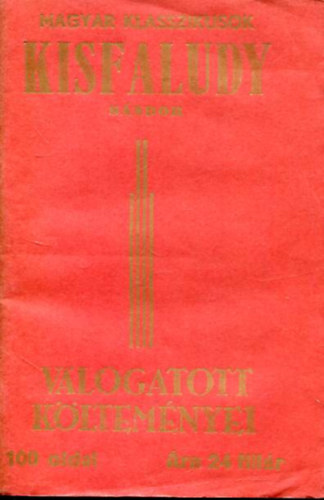 MAGYAR KLASSZIKUSOK
KISFALUDY
VÁLOGATOTT
KÖLTEMÉNYEI
100 oldal Ára 24 fillér